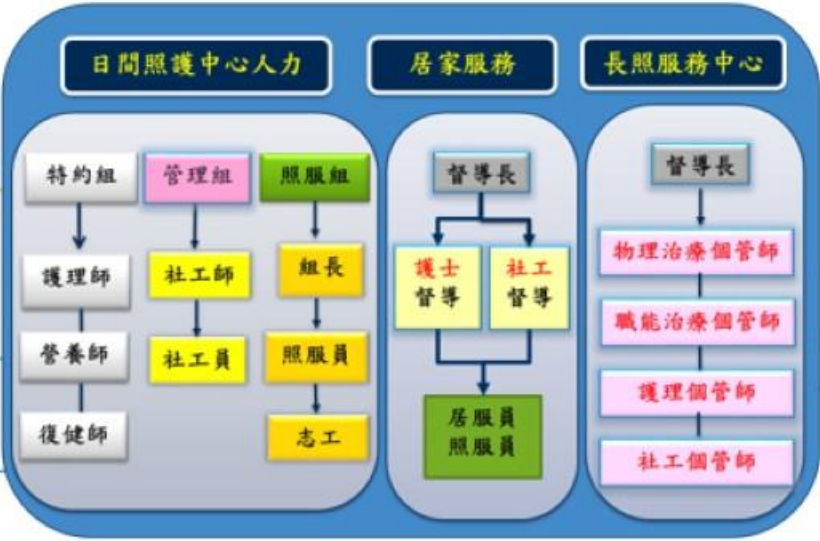 日間照護中心人力
居家服務
長照服務中心
特約組
管理組
照服組
護理師
社工師
組長
營養師
社工員
照服員
復健師
志工
督導長
護士
督導
社工
督導
居服員
照服員
督導長
物理治療個管師
職能治療個管師
護理個管師
社工個管師